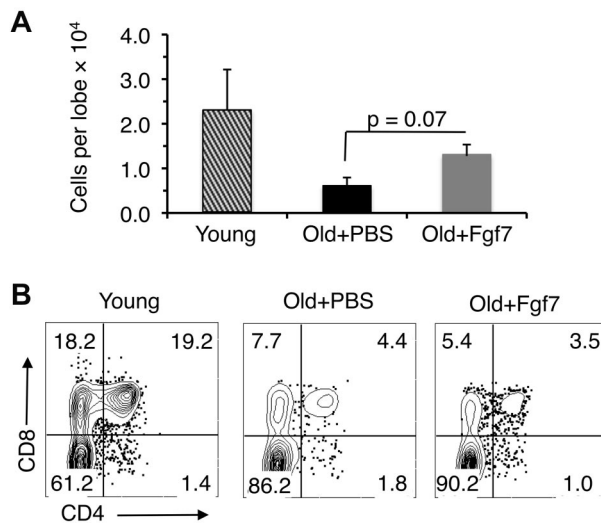 A
Cells per lobe × 10⁴
4.0
3.0
2.0
1.0
0.0
p = 0.07
Young Old+PBS Old+Fgf7
B
Young Old+PBS Old+Fgf7
18.2 19.2 7.7 4.4 5.4 3.5
CD8
61.2 1.4 86.2 1.8 90.2 1.0
CD4